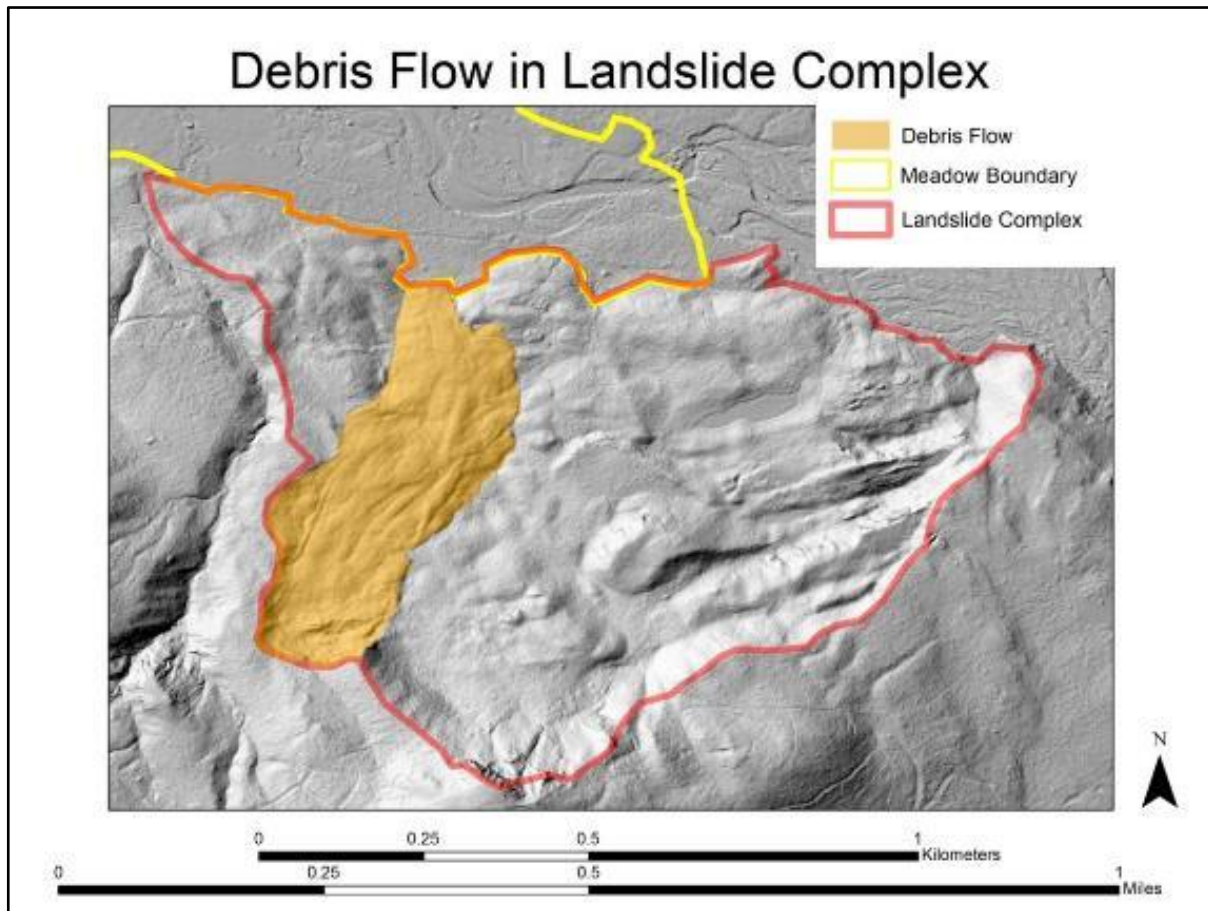 Debris Flow in Landslide Complex
Debris Flow
Meadow Boundary
Landslide Complex
N
0 0.25 0.5 1
Kilometers
0 0.25 0.5 1
Miles